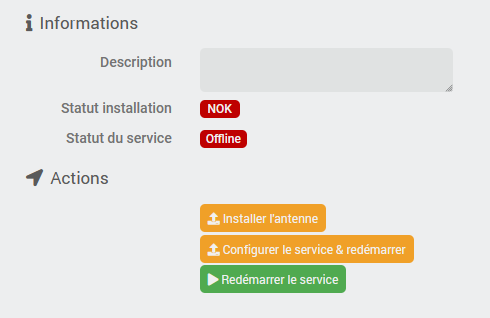 Informations
Description
Statut installation NOK
Statut du service Offline
Actions
Installer l'antenne
Configurer le service & redémarrer
Redémarrer le service